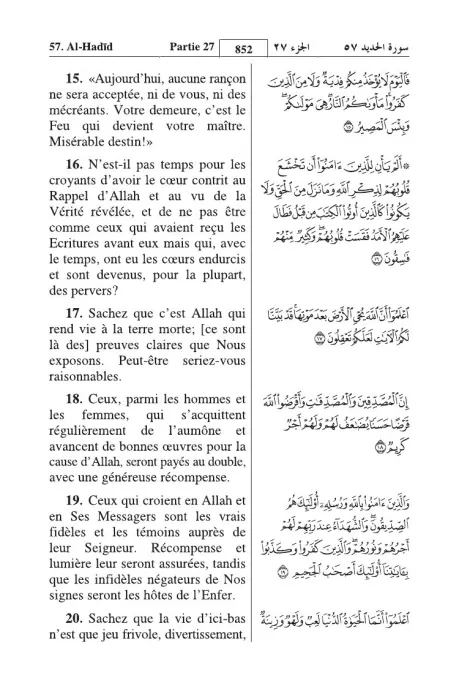 57. Al-Hadīd Partie 27 852 الجزء ٢٧ سورة الحديد ٥٧
15. «Aujourd'hui, aucune rançon
ne sera acceptée, ni de vous, ni des
mécréants. Votre demeure, c'est le
Feu qui devient votre maître.
Misérable destin!»
16. N'est-il pas temps pour les
croyants d'avoir le cœur contrit au
Rappel d'Allah et au vu de la
Vérité révélée, et de ne pas être
comme ceux qui avaient reçu les
Ecritures avant eux mais qui, avec
le temps, ont eu les cœurs endurcis
et sont devenus, pour la plupart,
des pervers?
17. Sachez que c'est Allah qui
rend vie à la terre morte; [ce sont
là des] preuves claires que Nous
exposons. Peut-être seriez-vous
raisonnables.
18. Ceux, parmi les hommes et
les femmes, qui s'acquittent
régulièrement de l'aumône et
avancent de bonnes œuvres pour la
cause d'Allah, seront payés au double,
avec une généreuse récompense.
19. Ceux qui croient en Allah et
en Ses Messagers sont les vrais
fidèles et les témoins auprès de
leur Seigneur. Récompense et
lumière leur seront assurées, tandis
que les infidèles négateurs de Nos
signes seront les hôtes de l'Enfer.
20. Sachez que la vie d'ici-bas
n'est que jeu frivole, divertissement,
فَٱلۡيَوۡمَ لَا يُؤۡخَذُ مِنكُمۡ فِدۡيَةٞ وَلَا مِنَ ٱلَّذِينَ
كَفَرُواْۚ مَأۡوَىٰكُمُ ٱلنَّارُۖ هِيَ مَوۡلَىٰكُمۡۖ
وَبِئۡسَ ٱلۡمَصِيرُ ١٥
۞ أَلَمۡ يَأۡنِ لِلَّذِينَ ءَامَنُوٓاْ أَن تَخۡشَعَ
قُلُوبُهُمۡ لِذِكۡرِ ٱللَّهِ وَمَا نَزَلَ مِنَ ٱلۡحَقِّ وَلَا
يَكُونُواْ كَٱلَّذِينَ أُوتُواْ ٱلۡكِتَٰبَ مِن قَبۡلُ فَطَالَ
عَلَيۡهِمُ ٱلۡأَمَدُ فَقَسَتۡ قُلُوبُهُمۡۖ وَكَثِيرٞ مِّنۡهُمۡ
فَٰسِقُونَ ١٦
ٱعۡلَمُوٓاْ أَنَّ ٱللَّهَ يُحۡيِ ٱلۡأَرۡضَ بَعۡدَ مَوۡتِهَاۚ قَدۡ بَيَّنَّا
لَكُمُ ٱلۡأٓيَٰتِ لَعَلَّكُمۡ تَعۡقِلُونَ ١٧
إِنَّ ٱلۡمُصَّدِّقِينَ وَٱلۡمُصَّدِّقَٰتِ وَأَقۡرَضُواْ ٱللَّهَ
قَرۡضًا حَسَنٗا يُضَٰعَفُ لَهُمۡ وَلَهُمۡ أَجۡرٞ
كَرِيمٞ ١٨
وَٱلَّذِينَ ءَامَنُواْ بِٱللَّهِ وَرُسُلِهِۦٓ أُوْلَٰٓئِكَ هُمُ
ٱلصِّدِّيقُونَۖ وَٱلشُّهَدَآءُ عِندَ رَبِّهِمۡ لَهُمۡ
أَجۡرُهُمۡ وَنُورُهُمۡۖ وَٱلَّذِينَ كَفَرُواْ وَكَذَّبُواْ
بِـَٔايَٰتِنَآ أُوْلَٰٓئِكَ أَصۡحَٰبُ ٱلۡجَحِيمِ ١٩
ٱعۡلَمُوٓاْ أَنَّمَا ٱلۡحَيَوٰةُ ٱلدُّنۡيَا لَعِبٞ وَلَهۡوٞ وَزِينَةٞ